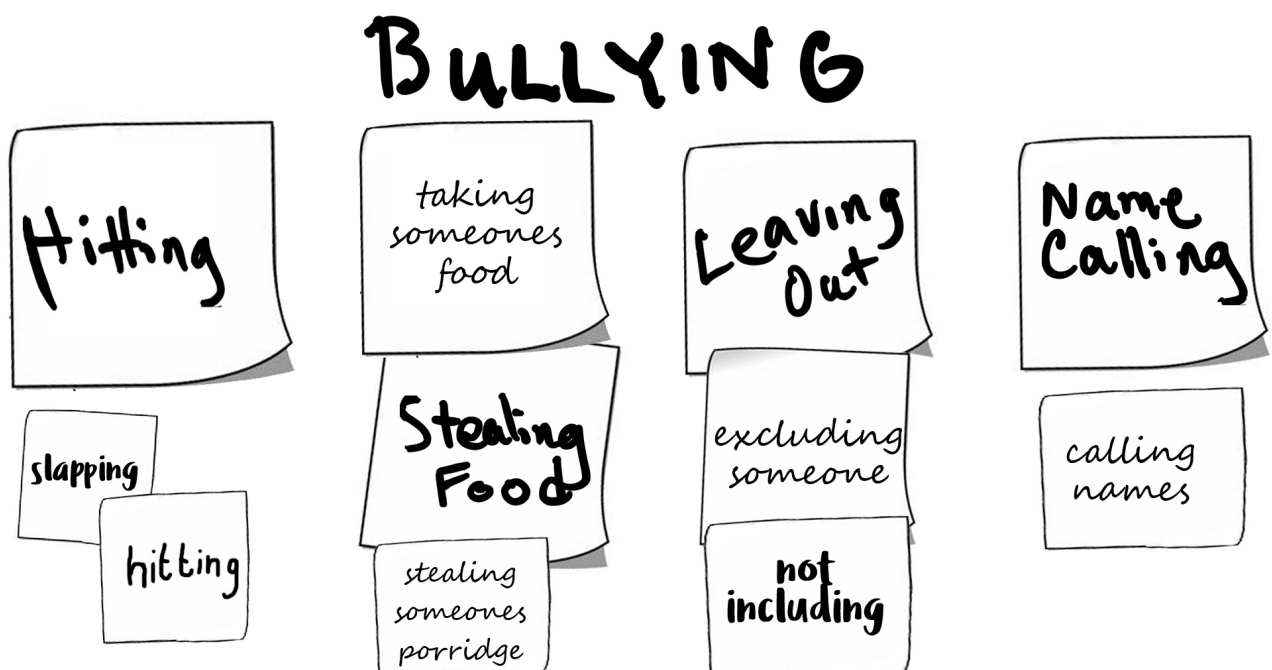 BULLYING
Hitting
slapping
hitting
taking
someones
food
Stealing
Food
stealing
someones
porridge
Leaving
Out
excluding
someone
not
including
Name
Calling
calling
names